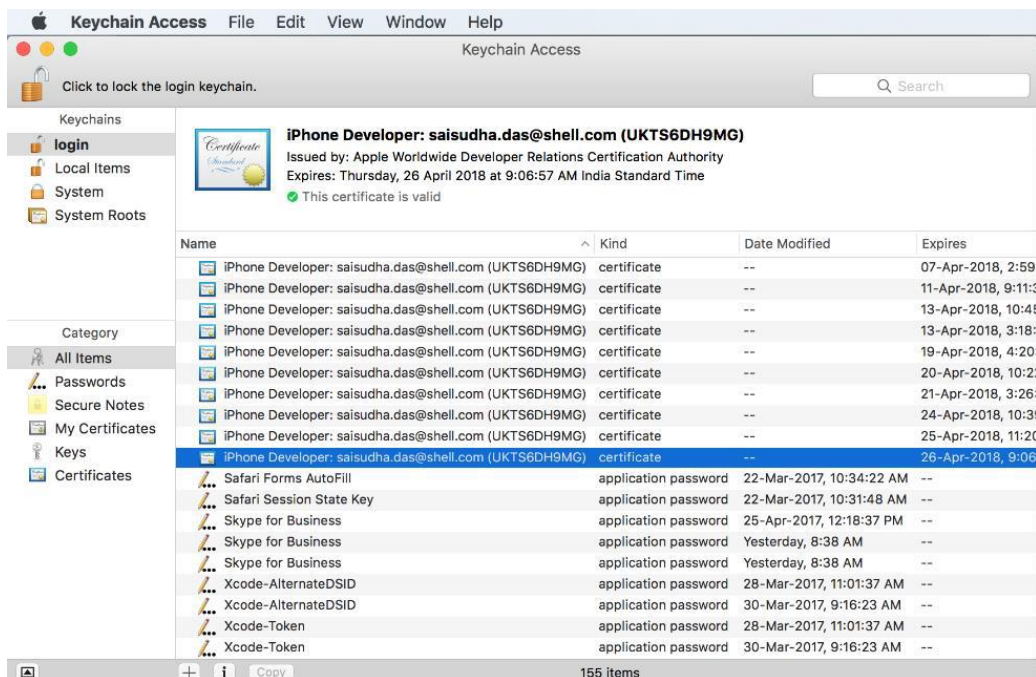 Keychain Access File Edit View Window Help
Keychain Access
Click to lock the login keychain.
Search
Keychains
login
Local Items
System
System Roots
Certificate
Standard
iPhone Developer: saisudha.das@shell.com (UKTS6DH9MG)
Issued by: Apple Worldwide Developer Relations Certification Authority
Expires: Thursday, 26 April 2018 at 9:06:57 AM India Standard Time
This certificate is valid
Name Kind Date Modified Expires
iPhone Developer: saisudha.das@shell.com (UKTS6DH9MG) certificate -- 07-Apr-2018, 2:59
iPhone Developer: saisudha.das@shell.com (UKTS6DH9MG) certificate -- 11-Apr-2018, 9:11:3
iPhone Developer: saisudha.das@shell.com (UKTS6DH9MG) certificate -- 13-Apr-2018, 10:45
iPhone Developer: saisudha.das@shell.com (UKTS6DH9MG) certificate -- 13-Apr-2018, 3:18:
iPhone Developer: saisudha.das@shell.com (UKTS6DH9MG) certificate -- 19-Apr-2018, 4:20
iPhone Developer: saisudha.das@shell.com (UKTS6DH9MG) certificate -- 20-Apr-2018, 10:22
iPhone Developer: saisudha.das@shell.com (UKTS6DH9MG) certificate -- 21-Apr-2018, 3:26:
iPhone Developer: saisudha.das@shell.com (UKTS6DH9MG) certificate -- 24-Apr-2018, 10:39
iPhone Developer: saisudha.das@shell.com (UKTS6DH9MG) certificate -- 25-Apr-2018, 11:20
iPhone Developer: saisudha.das@shell.com (UKTS6DH9MG) certificate -- 26-Apr-2018, 9:06
Safari Forms AutoFill application password 22-Mar-2017, 10:34:22 AM --
Safari Session State Key application password 22-Mar-2017, 10:31:48 AM --
Skype for Business application password 25-Apr-2017, 12:18:37 PM --
Skype for Business application password Yesterday, 8:38 AM --
Skype for Business application password Yesterday, 8:38 AM --
Xcode-AlternateDSID application password 28-Mar-2017, 11:01:37 AM --
Xcode-AlternateDSID application password 30-Mar-2017, 9:16:23 AM --
Xcode-Token application password 28-Mar-2017, 11:01:37 AM --
Xcode-Token application password 30-Mar-2017, 9:16:23 AM --
Category
All Items
Passwords
Secure Notes
My Certificates
Keys
Certificates
Copy
155 items